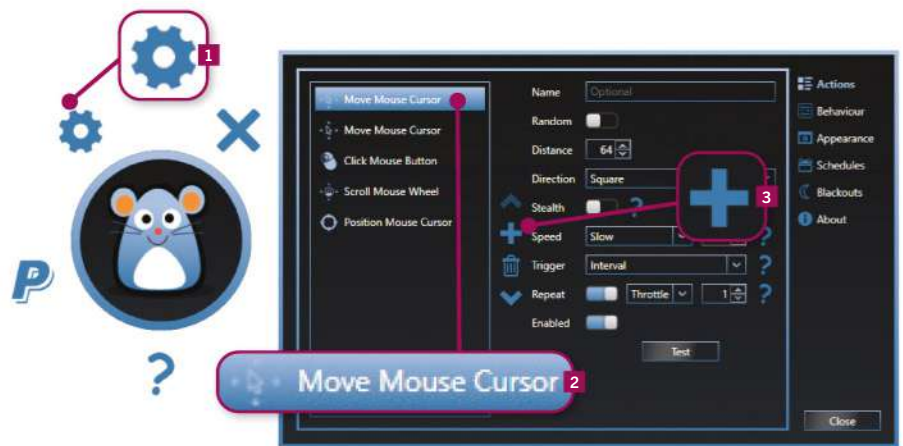 1
Move Mouse Cursor
Move Mouse Cursor
Click Mouse Button
Scroll Mouse Wheel
Position Mouse Cursor
Name Optional
Random
Distance 64
Direction Square
Stealth ?
Speed Slow ?
Trigger Interval ?
Repeat Throttle 1 ?
Enabled
Test
3
Actions
Behaviour
Appearance
Schedules
Blackouts
About
Close
P
?
Move Mouse Cursor 2